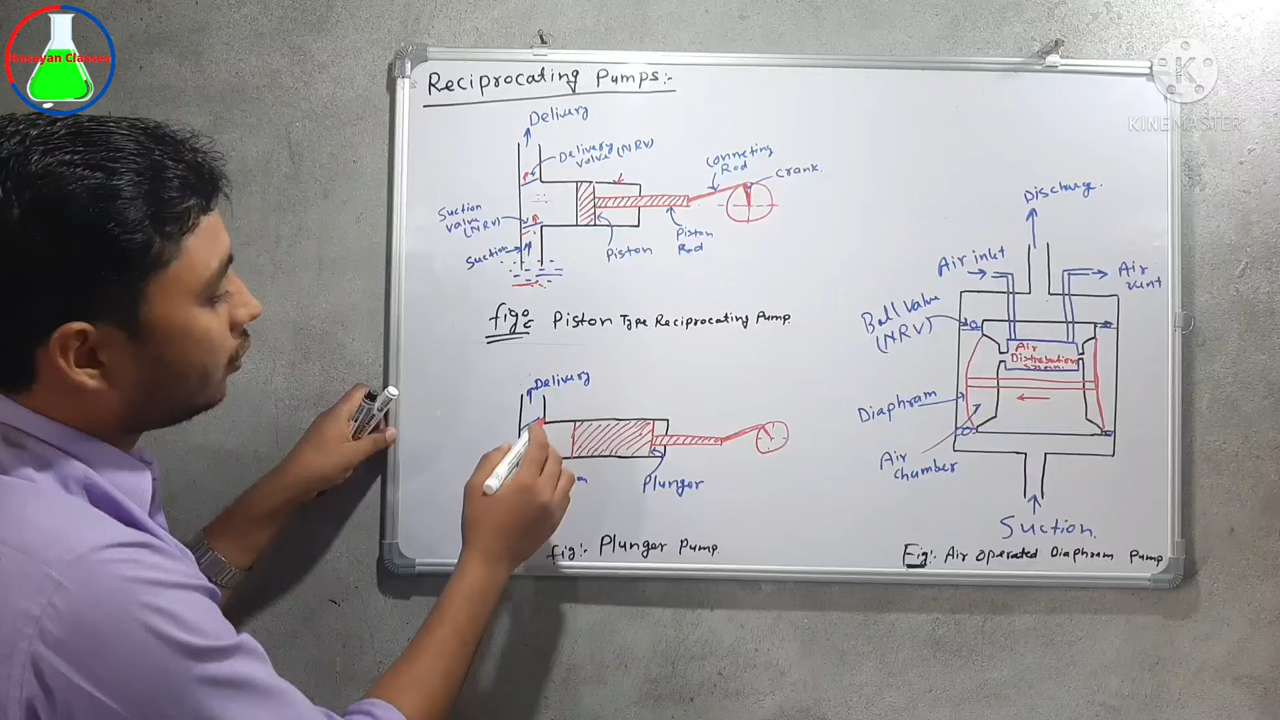 Rasayan Classes
KINEMASTER
Reciprocating Pumps:-
Delivery
Delivery
valve (NRV)
Connecting
Rod
Crank
Suction
valve
(NRV)
Suction
Piston
Piston
Rod
fig: Piston Type Reciprocating Pump.
Delivery
Plunger
fig:- Plunger Pump
Discharge.
Air inlet
Air
vent
Ball valve
(NRV)
Air
Distribution
System.
Diaphram
Air
chamber
Suction.
Fig:- Air operated Diaphram Pump